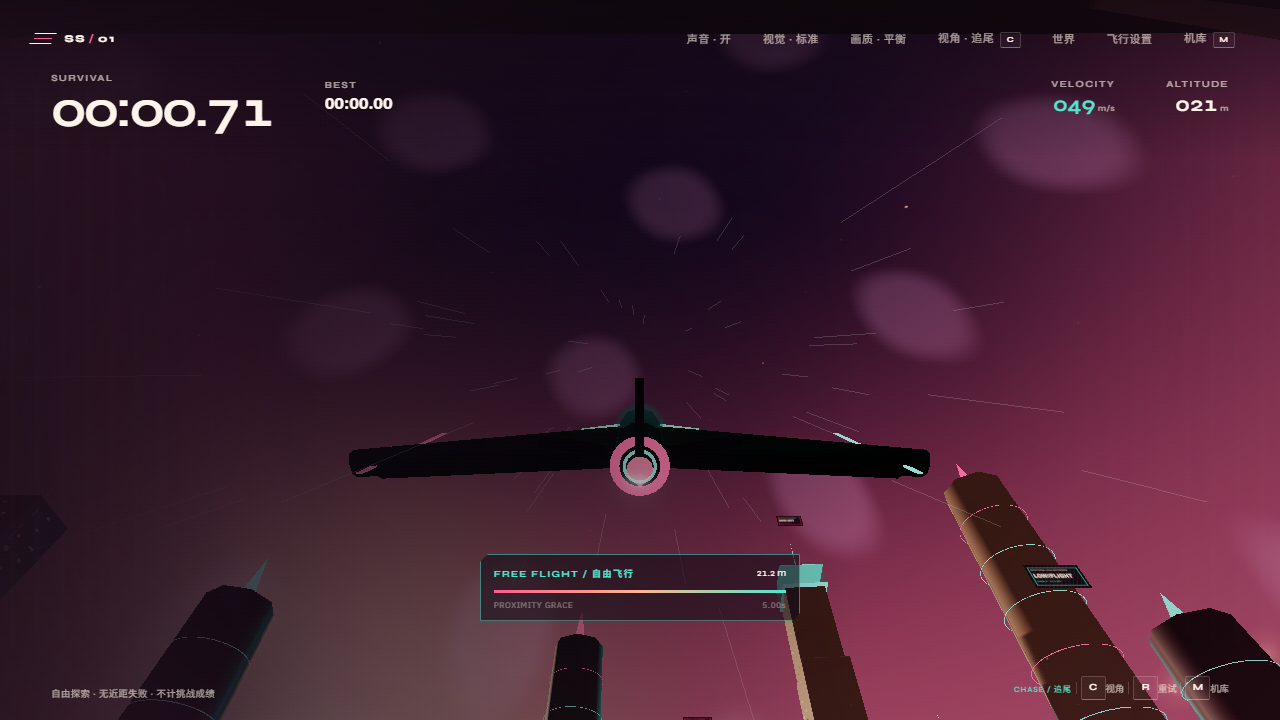 SS / 01
声音 · 开
视觉 · 标准
画质 · 平衡
视角 · 追尾 C
世界
飞行设置
机库 M
SURVIVAL
00:00.71
BEST
00:00.00
VELOCITY
049 m/s
ALTITUDE
021 m
FREE FLIGHT / 自由飞行
21.2 m
PROXIMITY GRACE
5.00s
LOW FLIGHT
自由探索 · 无近距失败 · 不计挑战成绩
CHASE / 追尾
C 视角
R 重试
M 机库